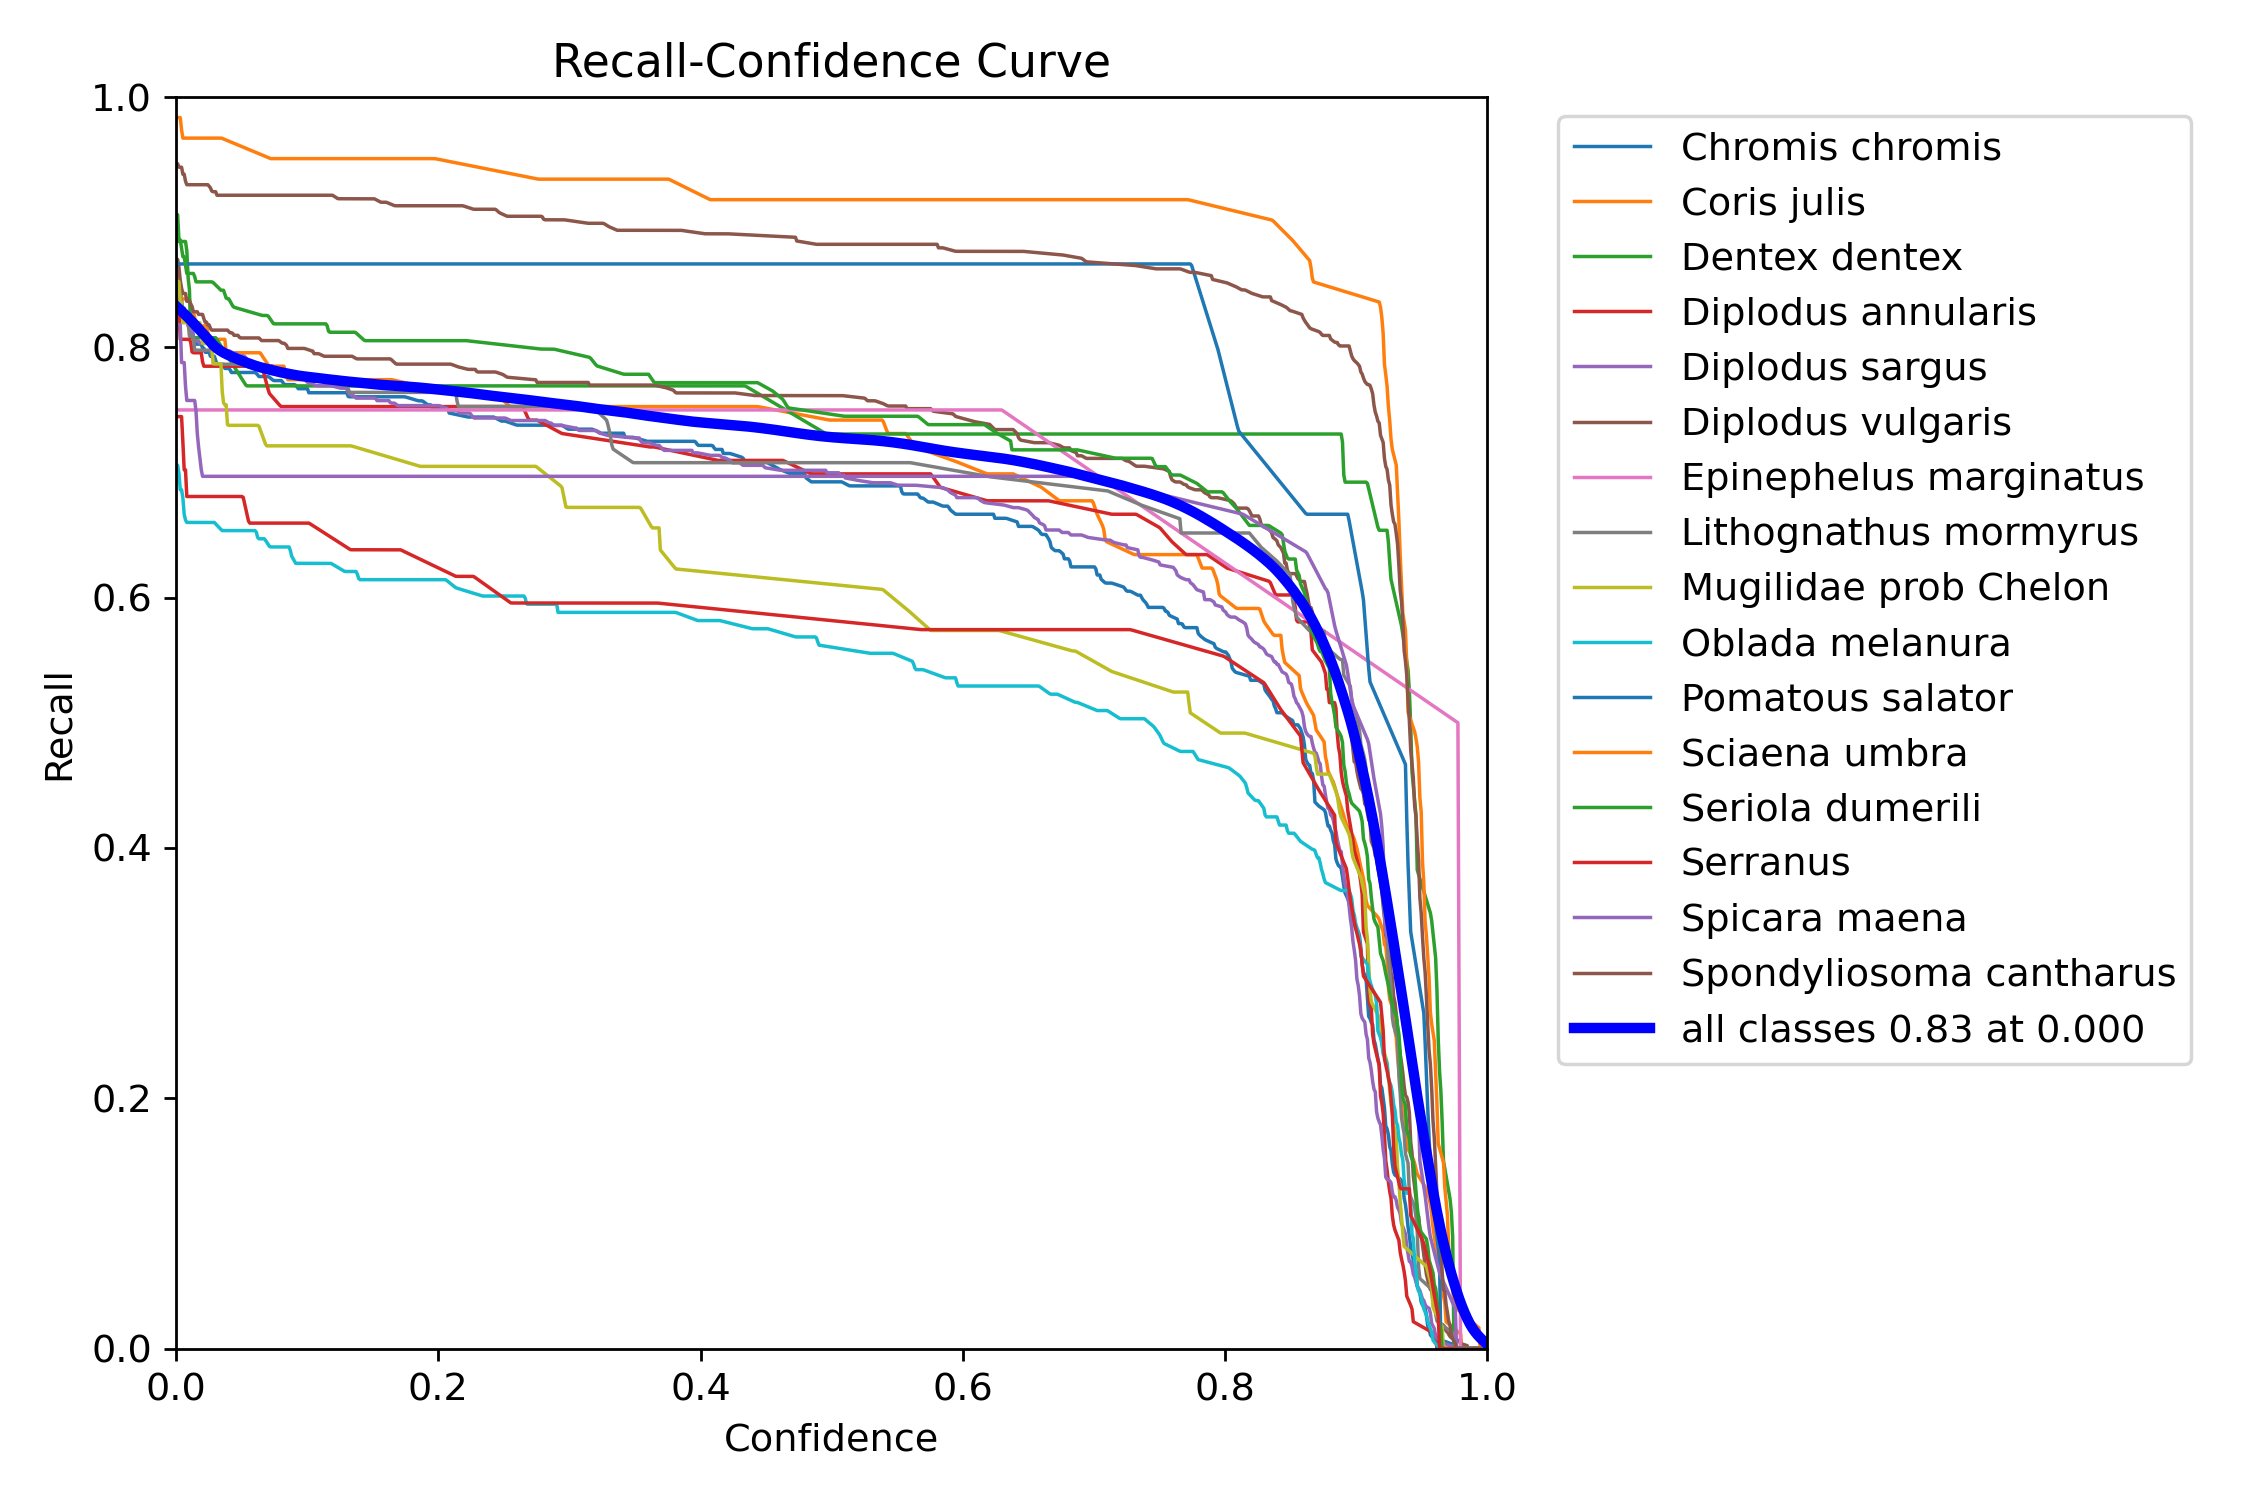 Recall-Confidence Curve
1.0
0.8
0.6
0.4
0.2
0.0
Recall
0.0 0.2 0.4 0.6 0.8 1.0
Confidence
Chromis chromis
Coris julis
Dentex dentex
Diplodus annularis
Diplodus sargus
Diplodus vulgaris
Epinephelus marginatus
Lithognathus mormyrus
Mugilidae prob Chelon
Oblada melanura
Pomatous salator
Sciaena umbra
Seriola dumerili
Serranus
Spicara maena
Spondyliosoma cantharus
all classes 0.83 at 0.000